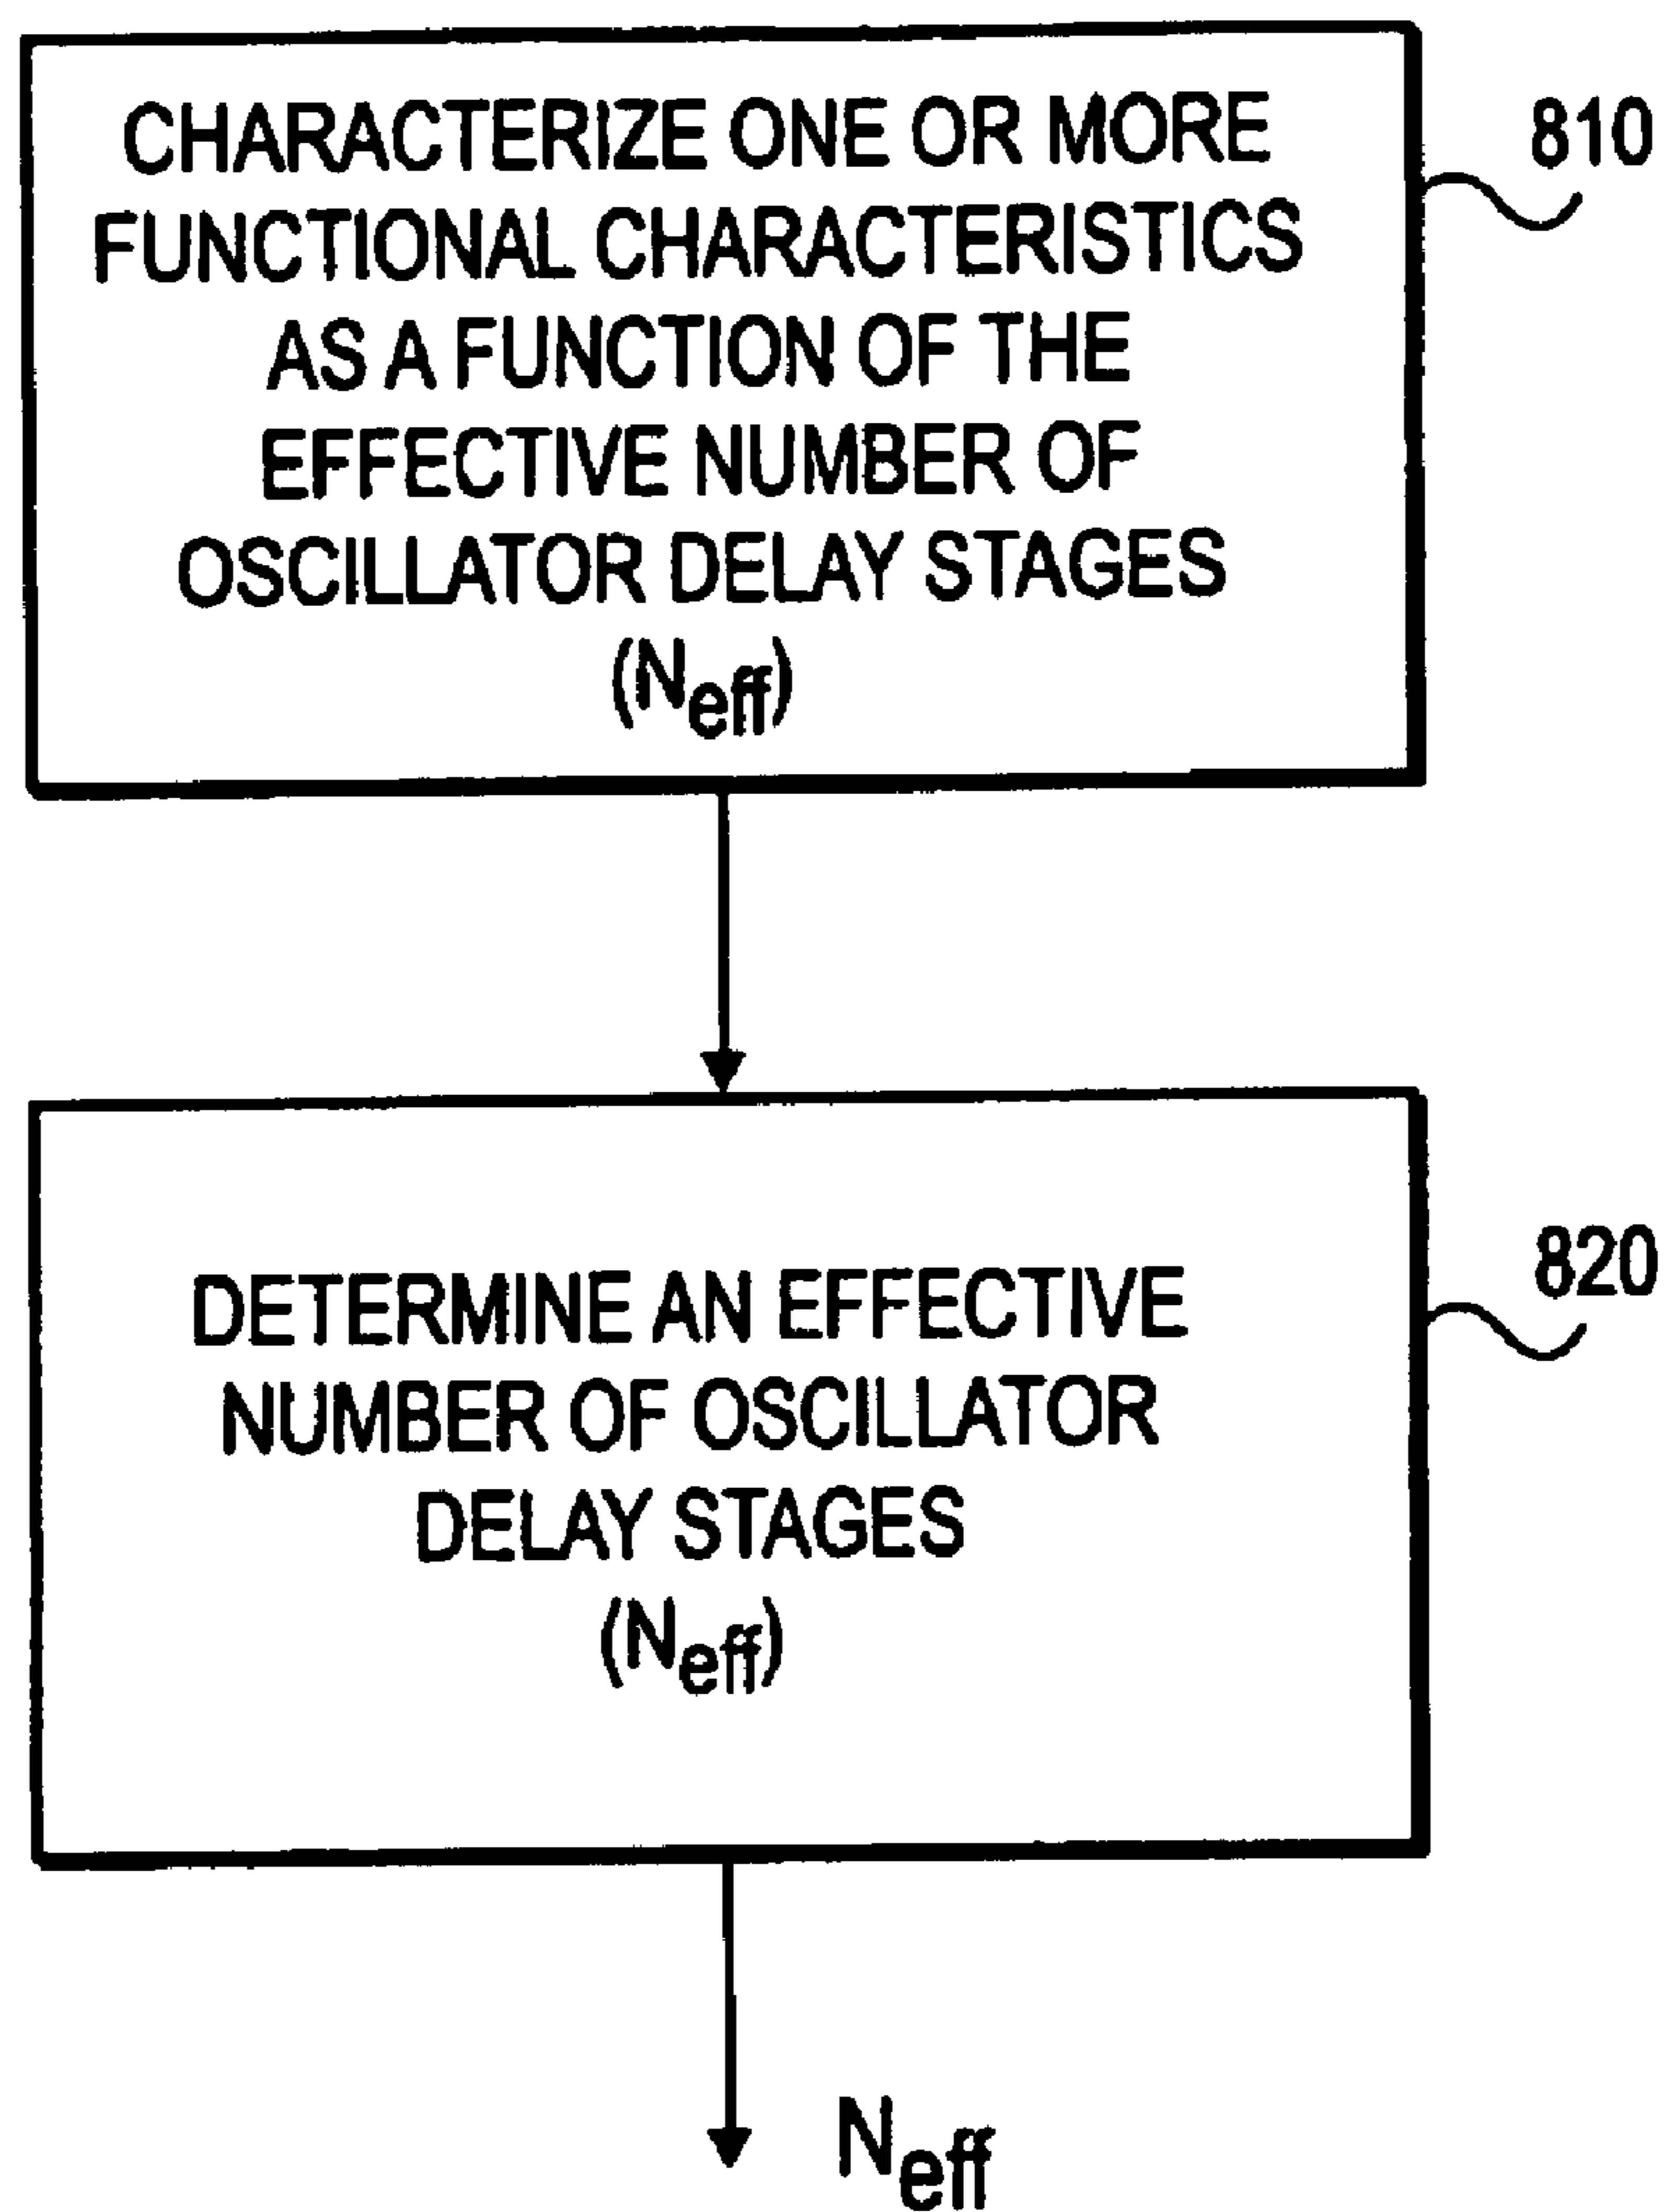 CHARACTERIZE ONE OR MORE
810
FUNCTIONAL CHARACTERISTICS
AS A FUNCTION OF THE
EFFECTIVE NUMBER OF
OSCILLATOR DELAY STAGES
(Neff)
820
DETERMINE AN EFFECTIVE
NUMBER OF OSCILLATOR
DELAY STAGES
(Neff)
Neff